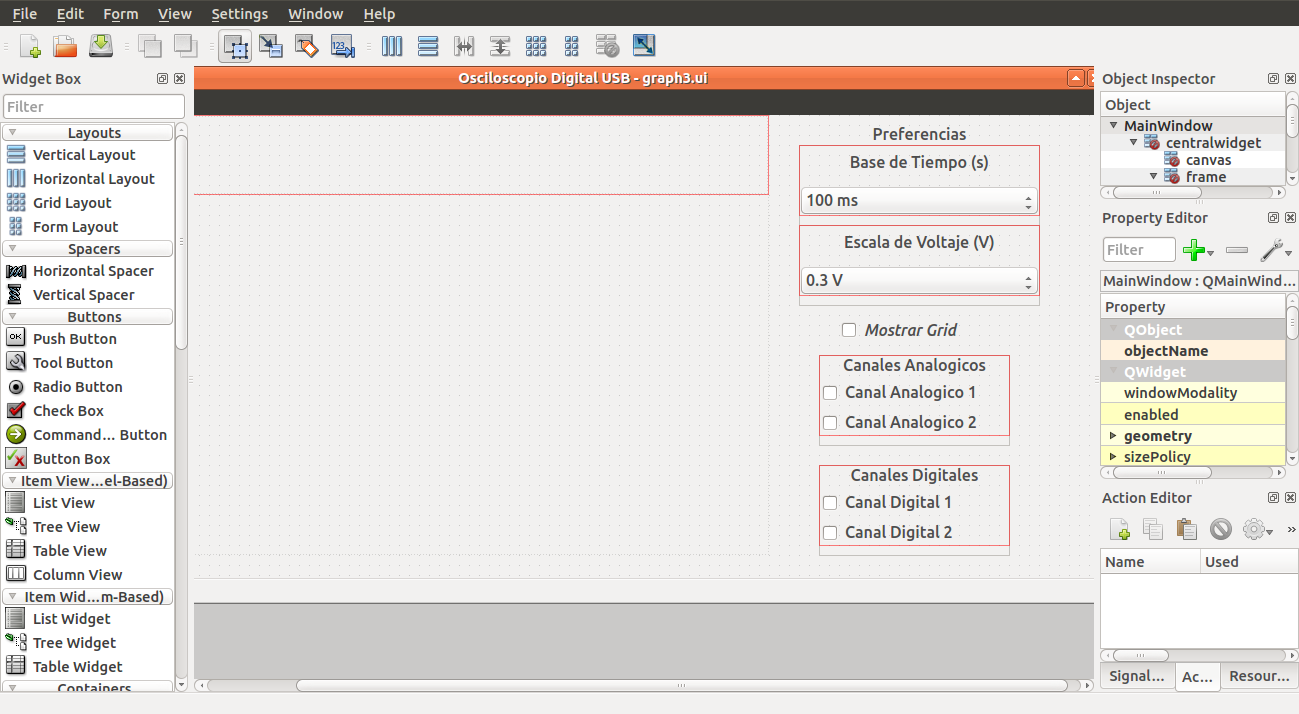 File Edit Form View Settings Window Help
Widget Box
Filter
Layouts
Vertical Layout
Horizontal Layout
Grid Layout
Form Layout
Spacers
Horizontal Spacer
Vertical Spacer
Buttons
OK Push Button
Tool Button
Radio Button
Check Box
Command... Button
Button Box
Item View...el-Based)
List View
Tree View
Table View
Column View
Item Wid...m-Based)
List Widget
Tree Widget
Table Widget
Containers
123
Osciloscopio Digital USB - graph3.ui
Preferencias
Base de Tiempo (s)
100 ms
Escala de Voltaje (V)
0.3 V
Mostrar Grid
Canales Analogicos
Canal Analogico 1
Canal Analogico 2
Canales Digitales
Canal Digital 1
Canal Digital 2
Object Inspector
Object
MainWindow
centralwidget
canvas
frame
Property Editor
Filter
MainWindow : QMainWind...
Property
QObject
objectName
QWidget
windowModality
enabled
geometry
sizePolicy
Action Editor
»
Name Used
Signal... Ac... Resour...